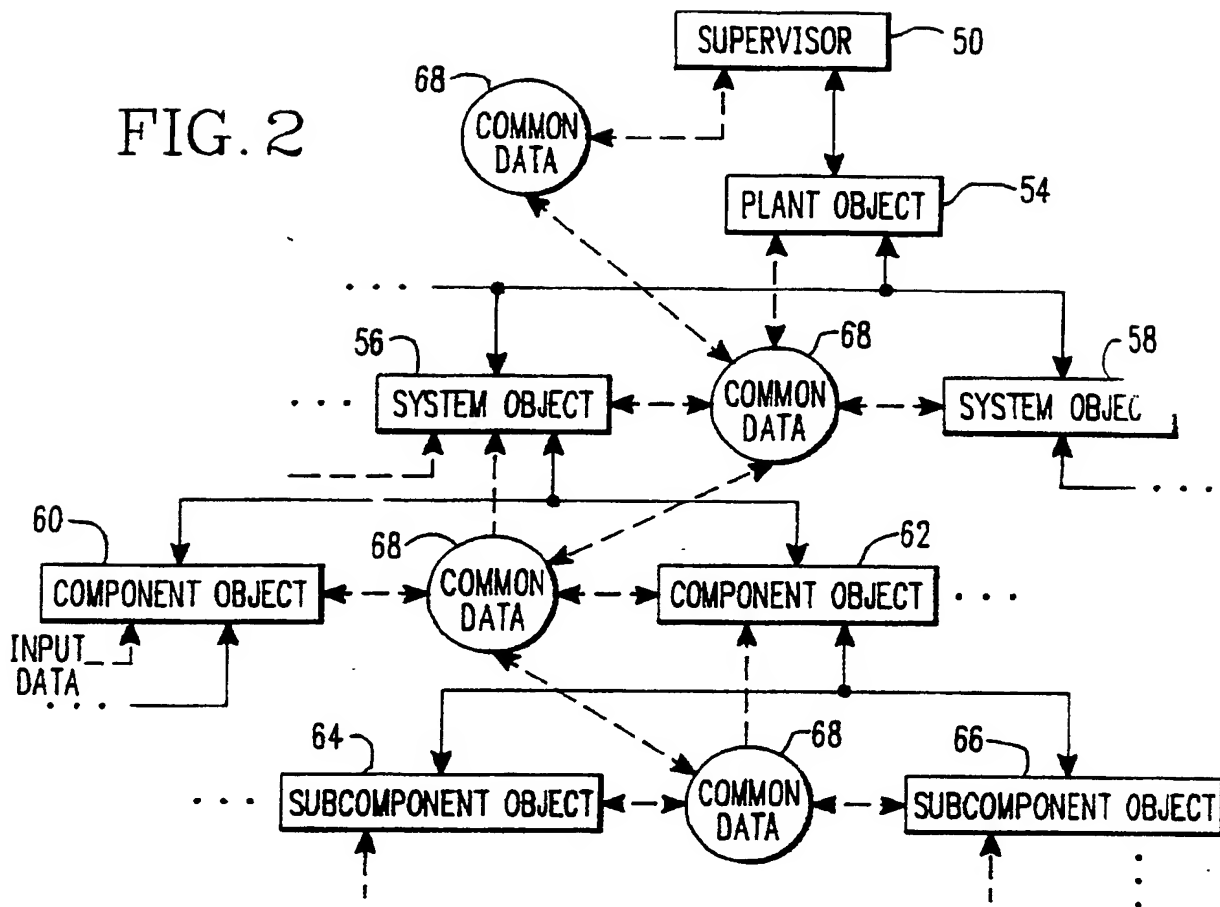 FIG. 2
SUPERVISOR
50
68
COMMON
DATA
PLANT OBJECT
54
56
SYSTEM OBJECT
68
COMMON
DATA
58
SYSTEM OBJEC
60
COMPONENT OBJECT
68
COMMON
DATA
62
COMPONENT OBJECT
INPUT
DATA
64
SUBCOMPONENT OBJECT
68
COMMON
DATA
66
SUBCOMPONENT OBJECT